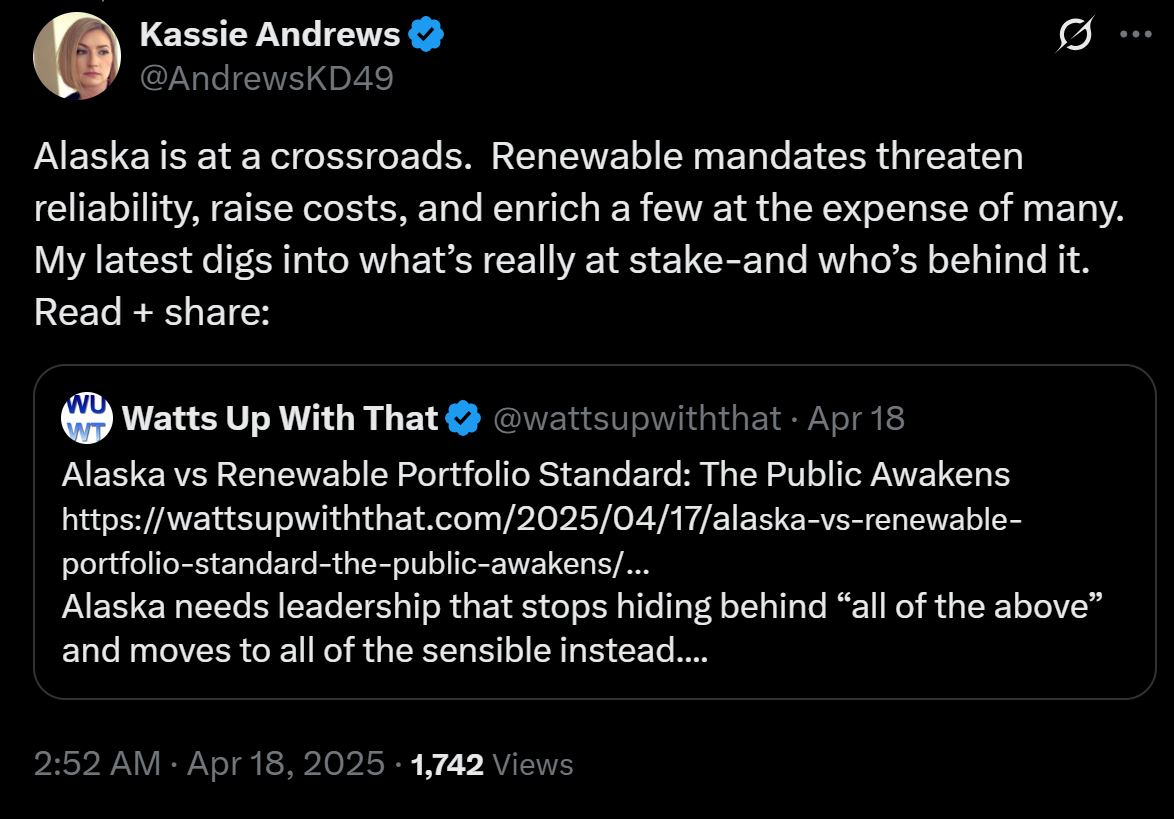 Kassie Andrews
@AndrewsKD49
Alaska is at a crossroads.  Renewable mandates threaten
reliability, raise costs, and enrich a few at the expense of many.
My latest digs into what’s really at stake-and who’s behind it.
Read + share:
WU
WT
Watts Up With That @wattsupwiththat · Apr 18
Alaska vs Renewable Portfolio Standard: The Public Awakens
https://wattsupwiththat.com/2025/04/17/alaska-vs-renewable-
portfolio-standard-the-public-awakens/…
Alaska needs leadership that stops hiding behind “all of the above”
and moves to all of the sensible instead....
2:52 AM · Apr 18, 2025 · 1,742 Views